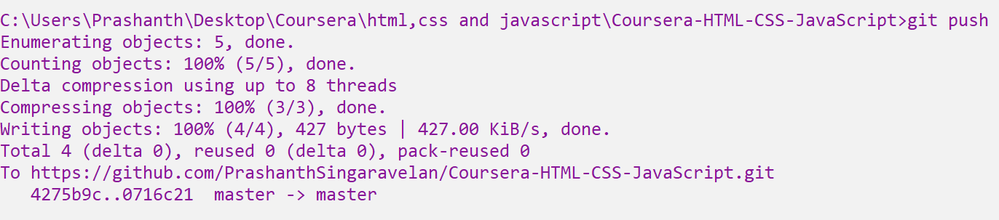 C:\Users\Prashanth\Desktop\Coursera\html,css and javascript\Coursera-HTML-CSS-JavaScript>git push
Enumerating objects: 5, done.
Counting objects: 100% (5/5), done.
Delta compression using up to 8 threads
Compressing objects: 100% (3/3), done.
Writing objects: 100% (4/4), 427 bytes | 427.00 KiB/s, done.
Total 4 (delta 0), reused 0 (delta 0), pack-reused 0
To https://github.com/PrashanthSingaravelan/Coursera-HTML-CSS-JavaScript.git
   4275b9c..0716c21  master -> master